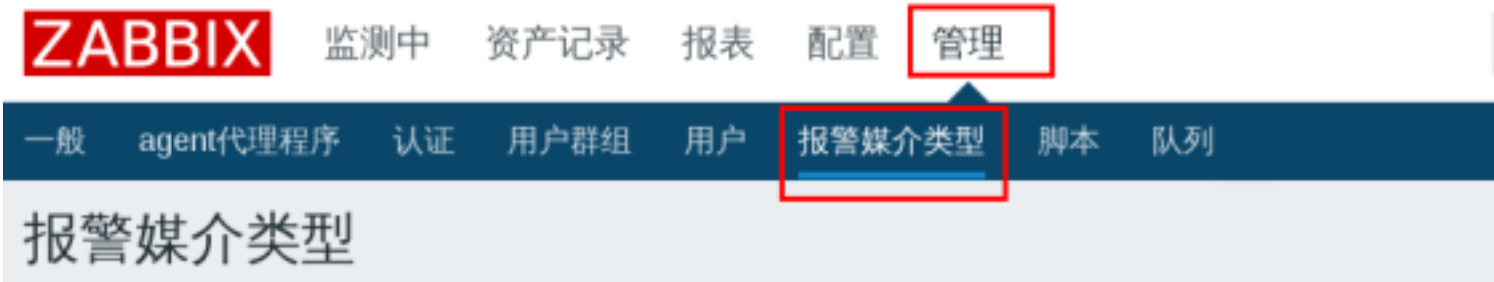 ZABBIX 监测中 资产记录 报表 配置 管理
一般 agent代理程序 认证 用户群组 用户 报警媒介类型 脚本 队列
报警媒介类型